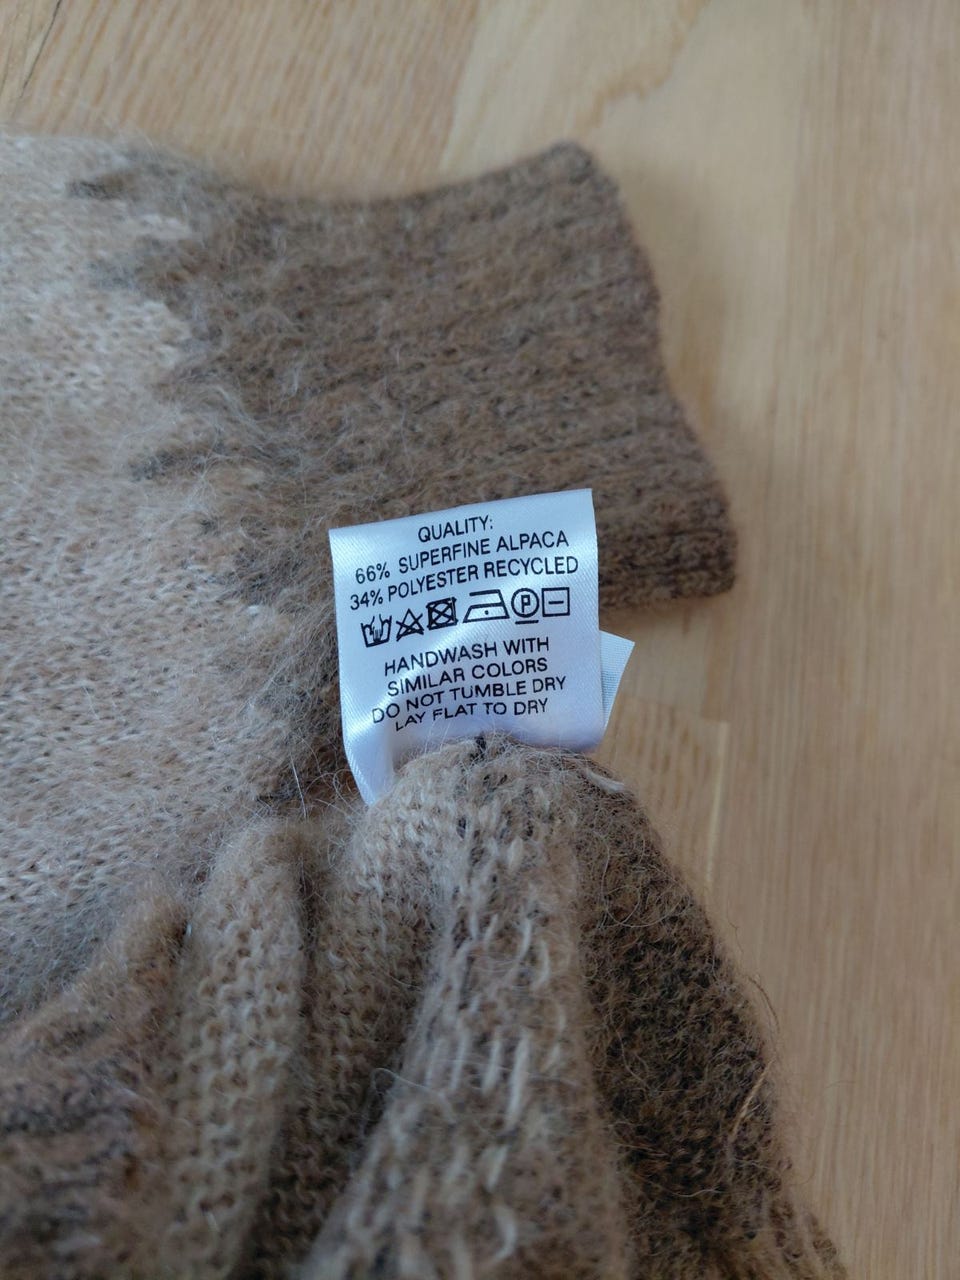 QUALITY:
66% SUPERFINE ALPACA
34% POLYESTER RECYCLED
P
HANDWASH WITH
SIMILAR COLORS
DO NOT TUMBLE DRY
LAY FLAT TO DRY